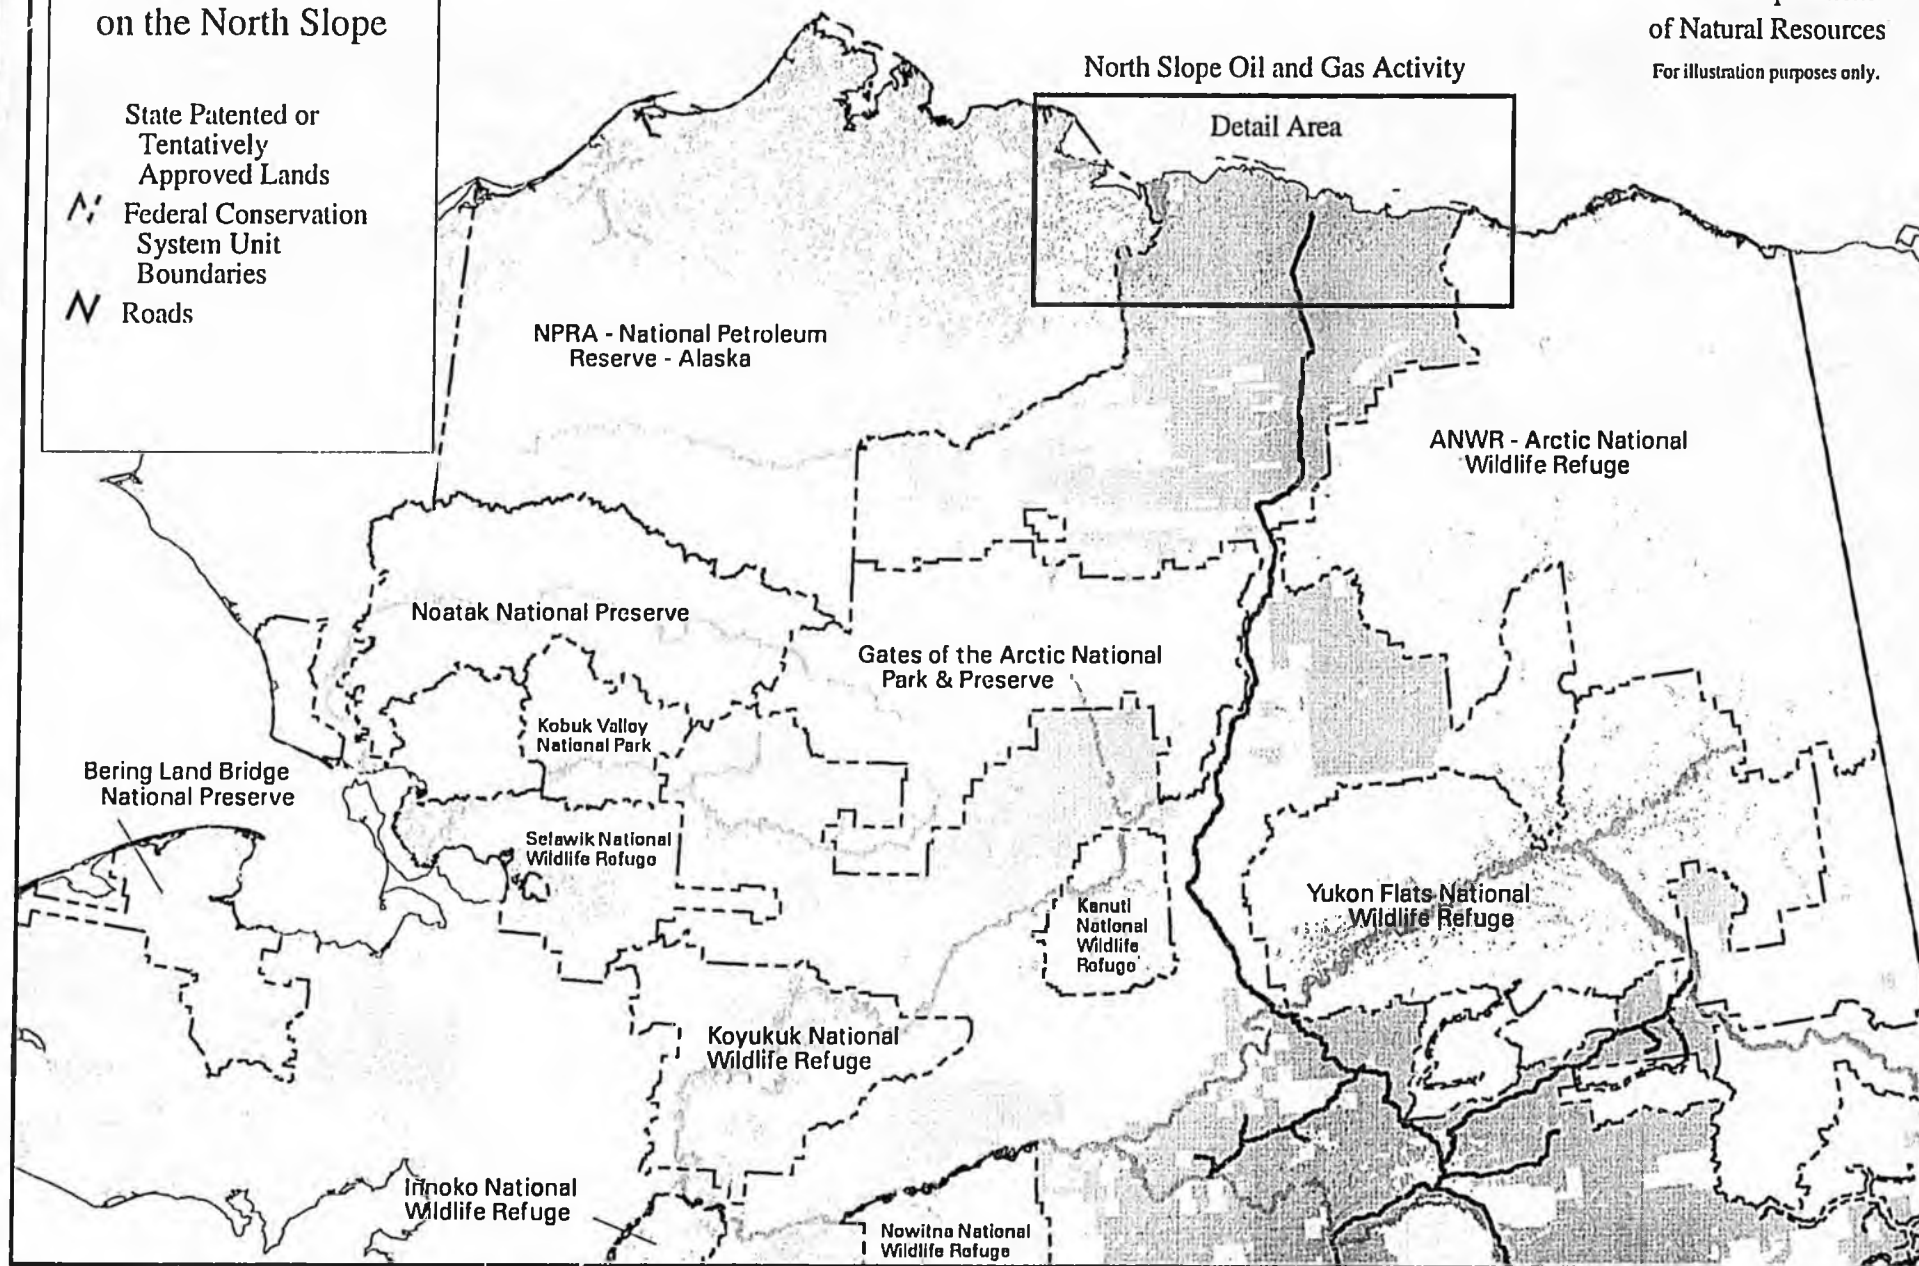 on the North Slope
State Patented or
Tentatively
Approved Lands
Federal Conservation
System Unit
Boundaries
Roads
of Natural Resources
For illustration purposes only.
North Slope Oil and Gas Activity
Detail Area
NPRA - National Petroleum
Reserve - Alaska
ANWR - Arctic National
Wildlife Refuge
Noatak National Preserve
Gates of the Arctic National
Park & Preserve
Kobuk Valley
National Park
Bering Land Bridge
National Preserve
Selawik National
Wildlife Refuge
Kanuti
National
Wildlife
Refuge
Yukon Flats National
Wildlife Refuge
Koyukuk National
Wildlife Refuge
Innoko National
Wildlife Refuge
Nowitna National
Wildlife Refuge